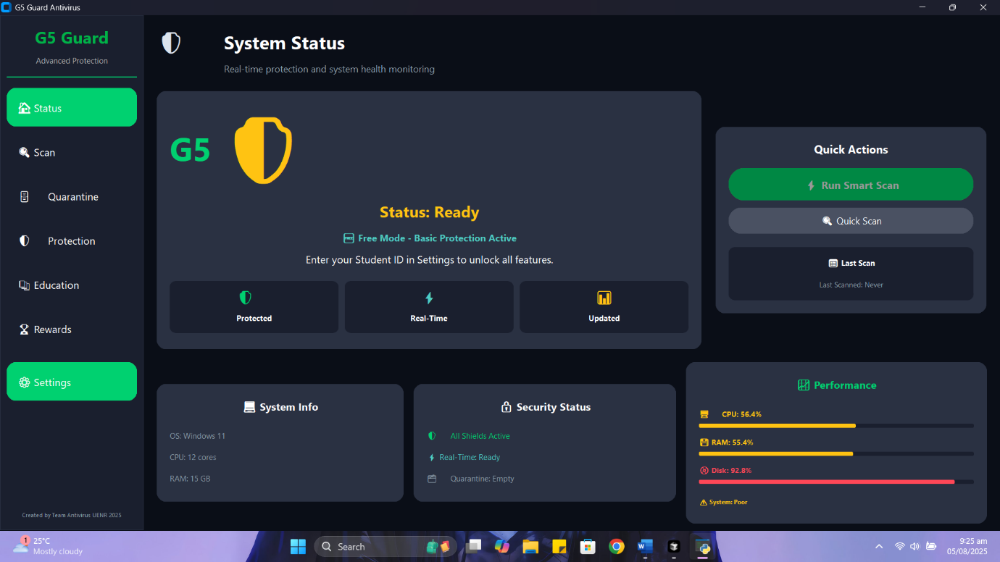 G5 Guard Antivirus
G5 Guard
Advanced Protection
Status
Scan
Quarantine
Protection
Education
Rewards
Settings
Created by Team Antivirus UENR 2025
System Status
Real-time protection and system health monitoring
G5
Status: Ready
FREE Free Mode - Basic Protection Active
Enter your Student ID in Settings to unlock all features.
Protected
Real-Time
Updated
Quick Actions
Run Smart Scan
Quick Scan
Last Scan
Last Scanned: Never
System Info
OS: Windows 11
CPU: 12 cores
RAM: 15 GB
Security Status
All Shields Active
Real-Time: Ready
Quarantine: Empty
Performance
CPU: 56.4%
RAM: 55.4%
Disk: 92.8%
System: Poor
1
25°C
Mostly cloudy
Search
9:25 am
05/08/2025